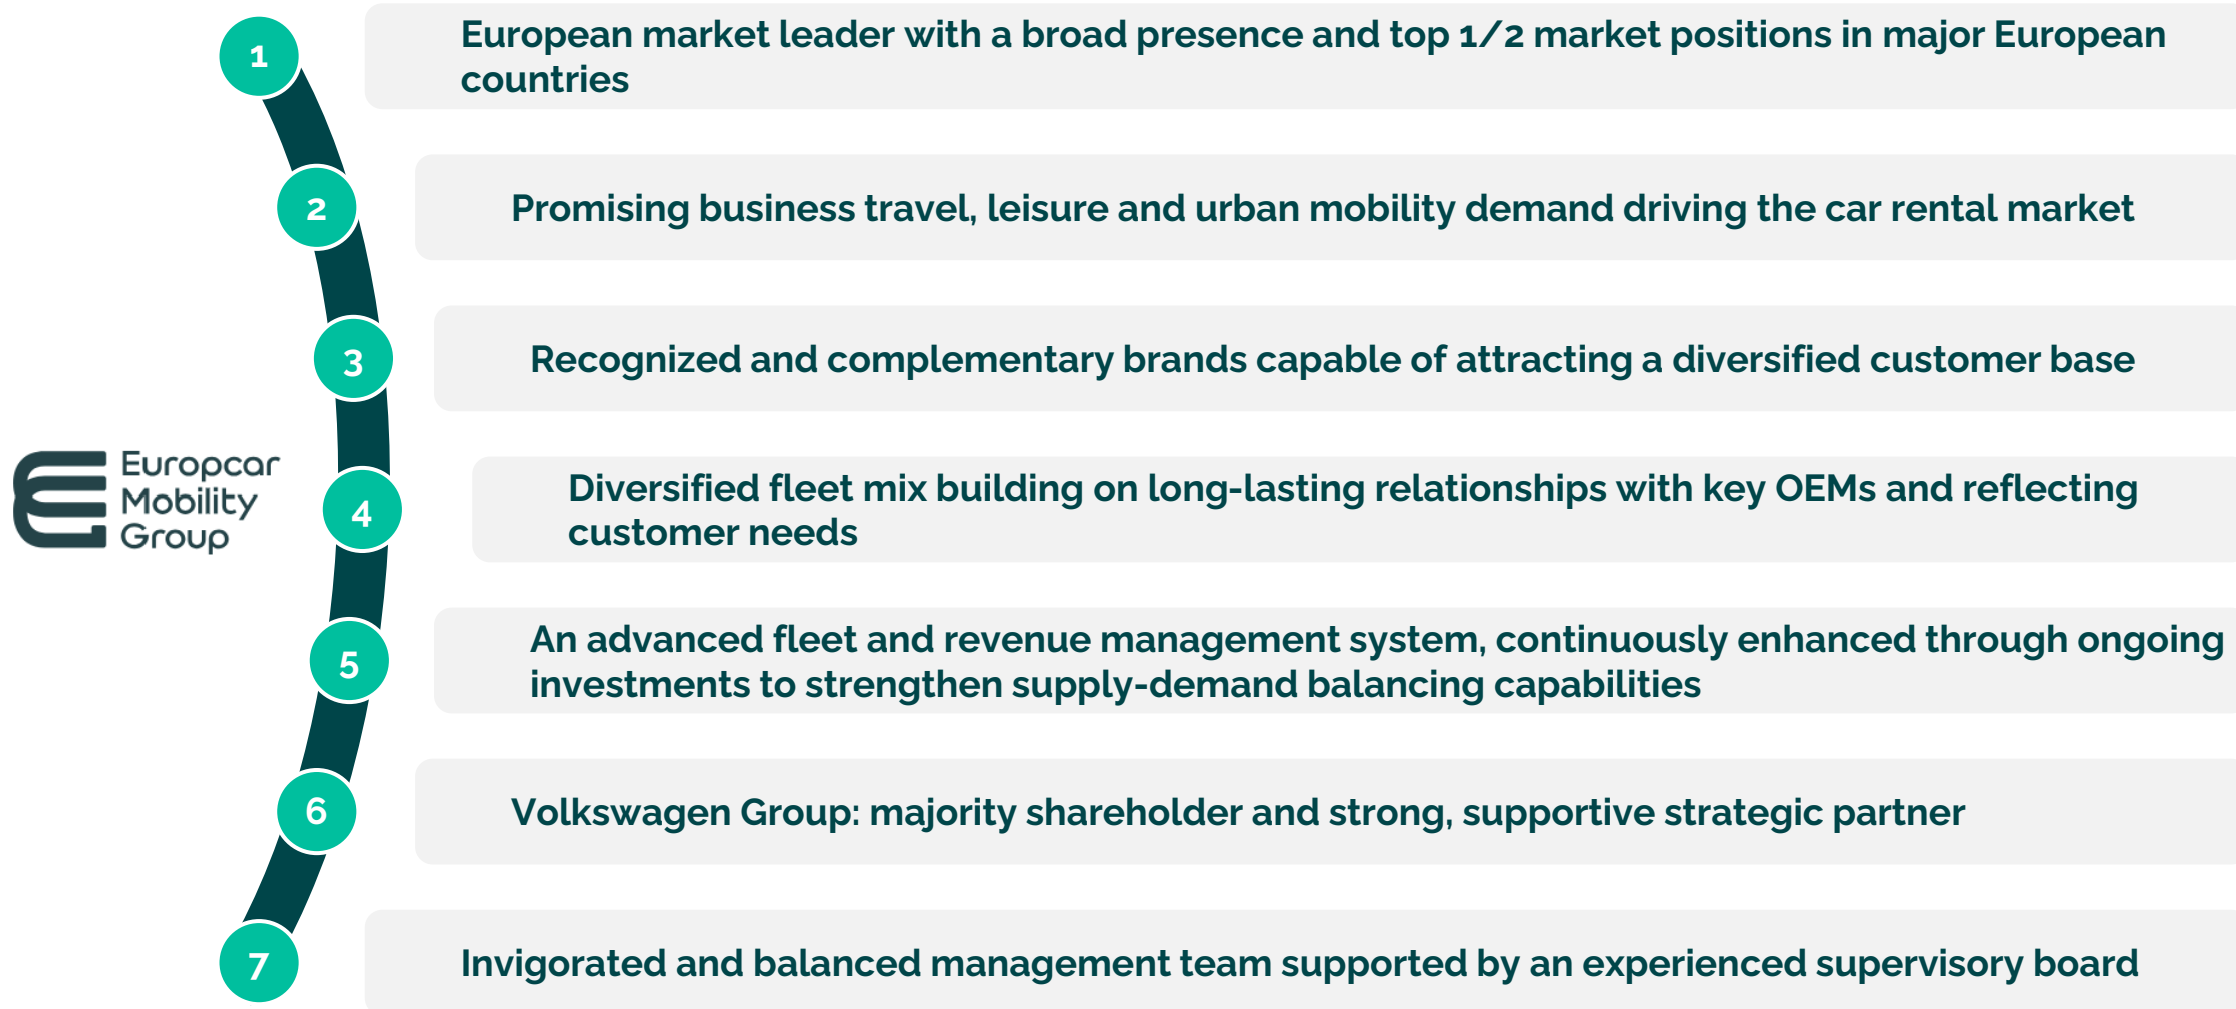 1
European market leader with a broad presence and top 1/2 market positions in major European
countries
2
Promising business travel, leisure and urban mobility demand driving the car rental market
3
Recognized and complementary brands capable of attracting a diversified customer base
Europcar
Mobility
Group
4
Diversified fleet mix building on long-lasting relationships with key OEMs and reflecting
customer needs
5
An advanced fleet and revenue management system, continuously enhanced through ongoing
investments to strengthen supply-demand balancing capabilities
6
Volkswagen Group: majority shareholder and strong, supportive strategic partner
7
Invigorated and balanced management team supported by an experienced supervisory board